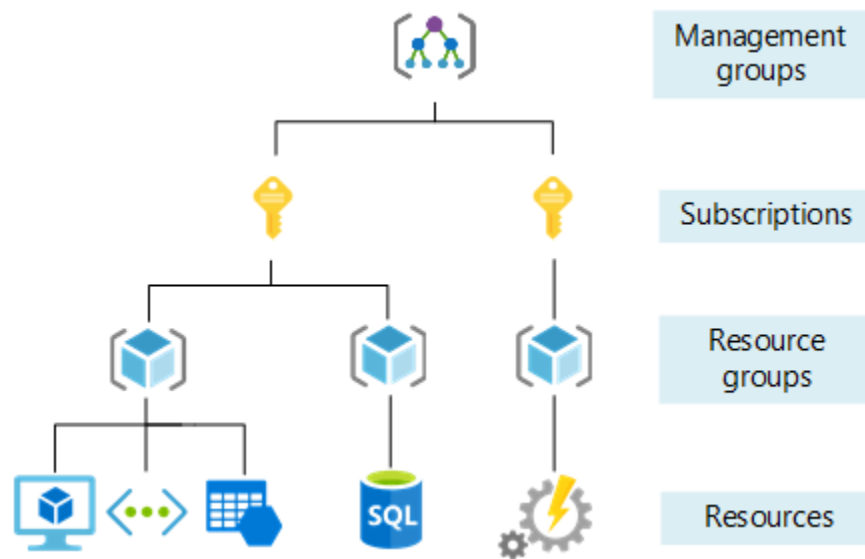 Management
groups
Subscriptions
Resource
groups
SQL
Resources